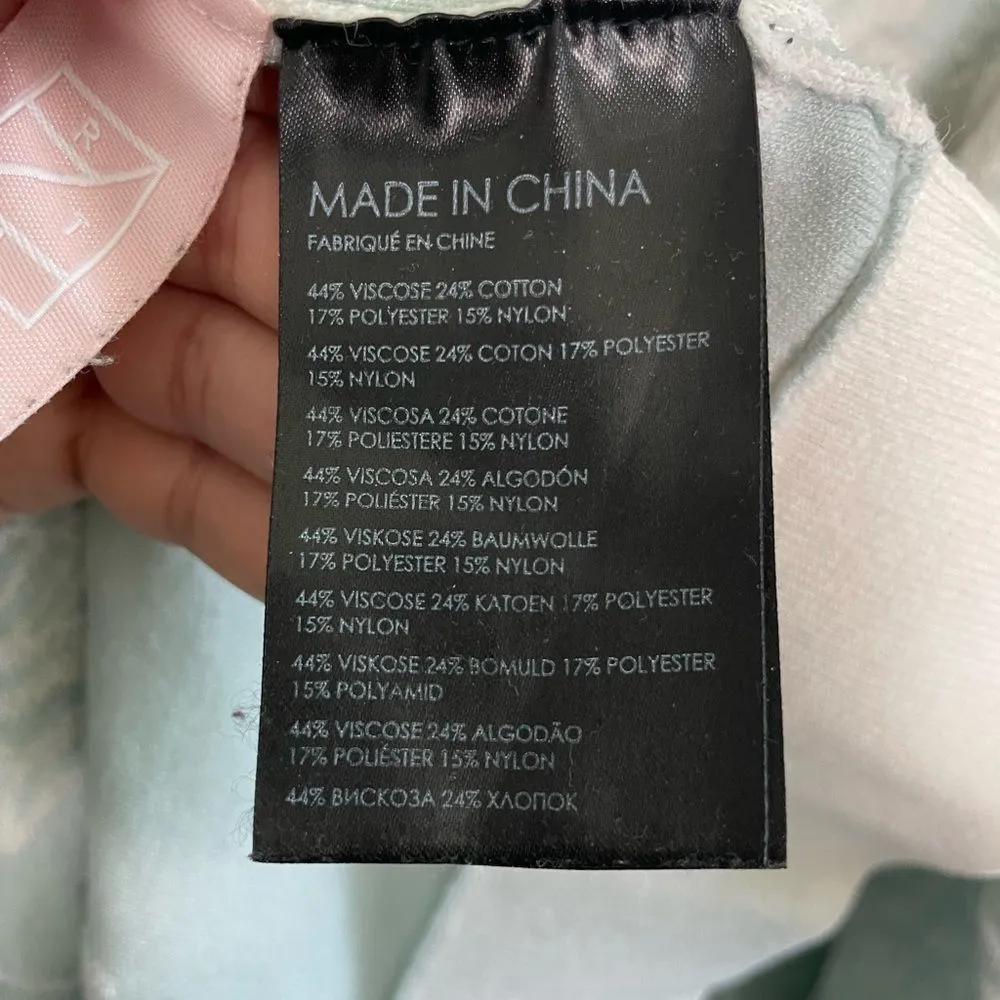 R
I
MADE IN CHINA
FABRIQUÉ EN CHINE
44% VISCOSE 24% COTTON
17% POLYESTER 15% NYLON
44% VISCOSE 24% COTON 17% POLYESTER
15% NYLON
44% VISCOSA 24% COTONE
17% POLIESTERE 15% NYLON
44% VISCOSA 24% ALGODÓN
17% POLIÉSTER 15% NYLON
44% VISKOSE 24% BAUMWOLLE
17% POLYESTER 15% NYLON
44% VISCOSE 24% KATOEN 17% POLYESTER
15% NYLON
44% VISKOSE 24% BOMULD 17% POLYESTER
15% POLYAMID
44% VISCOSE 24% ALGODÃO
17% POLIÉSTER 15% NYLON
44% ВИСКОЗА 24% ХЛОПОК